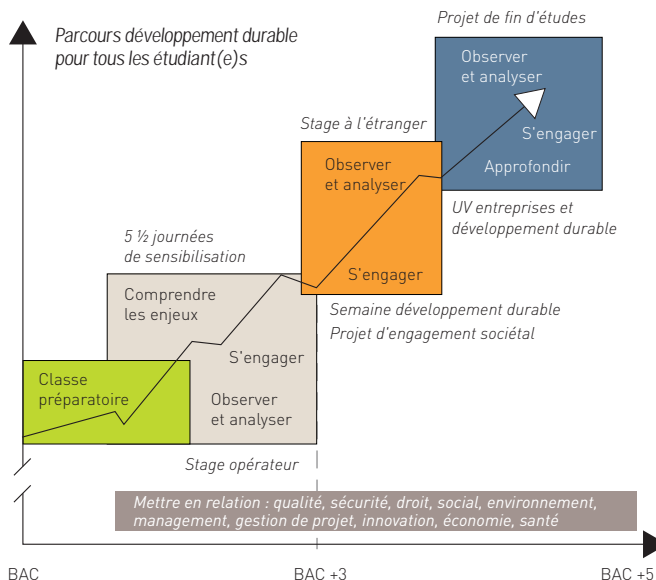 Projet de fin d'études
Parcours développement durable
pour tous les étudiant(e)s
Observer
et analyser
S'engager
Approfondir
Stage à l'étranger
Observer
et analyser
S'engager
UV entreprises et
développement durable
5 ½ journées
de sensibilisation
Comprendre
les enjeux
S'engager
Observer
et analyser
Semaine développement durable
Projet d'engagement sociétal
Classe
préparatoire
Stage opérateur
Mettre en relation : qualité, sécurité, droit, social, environnement,
management, gestion de projet, innovation, économie, santé
BAC
BAC +3
BAC +5